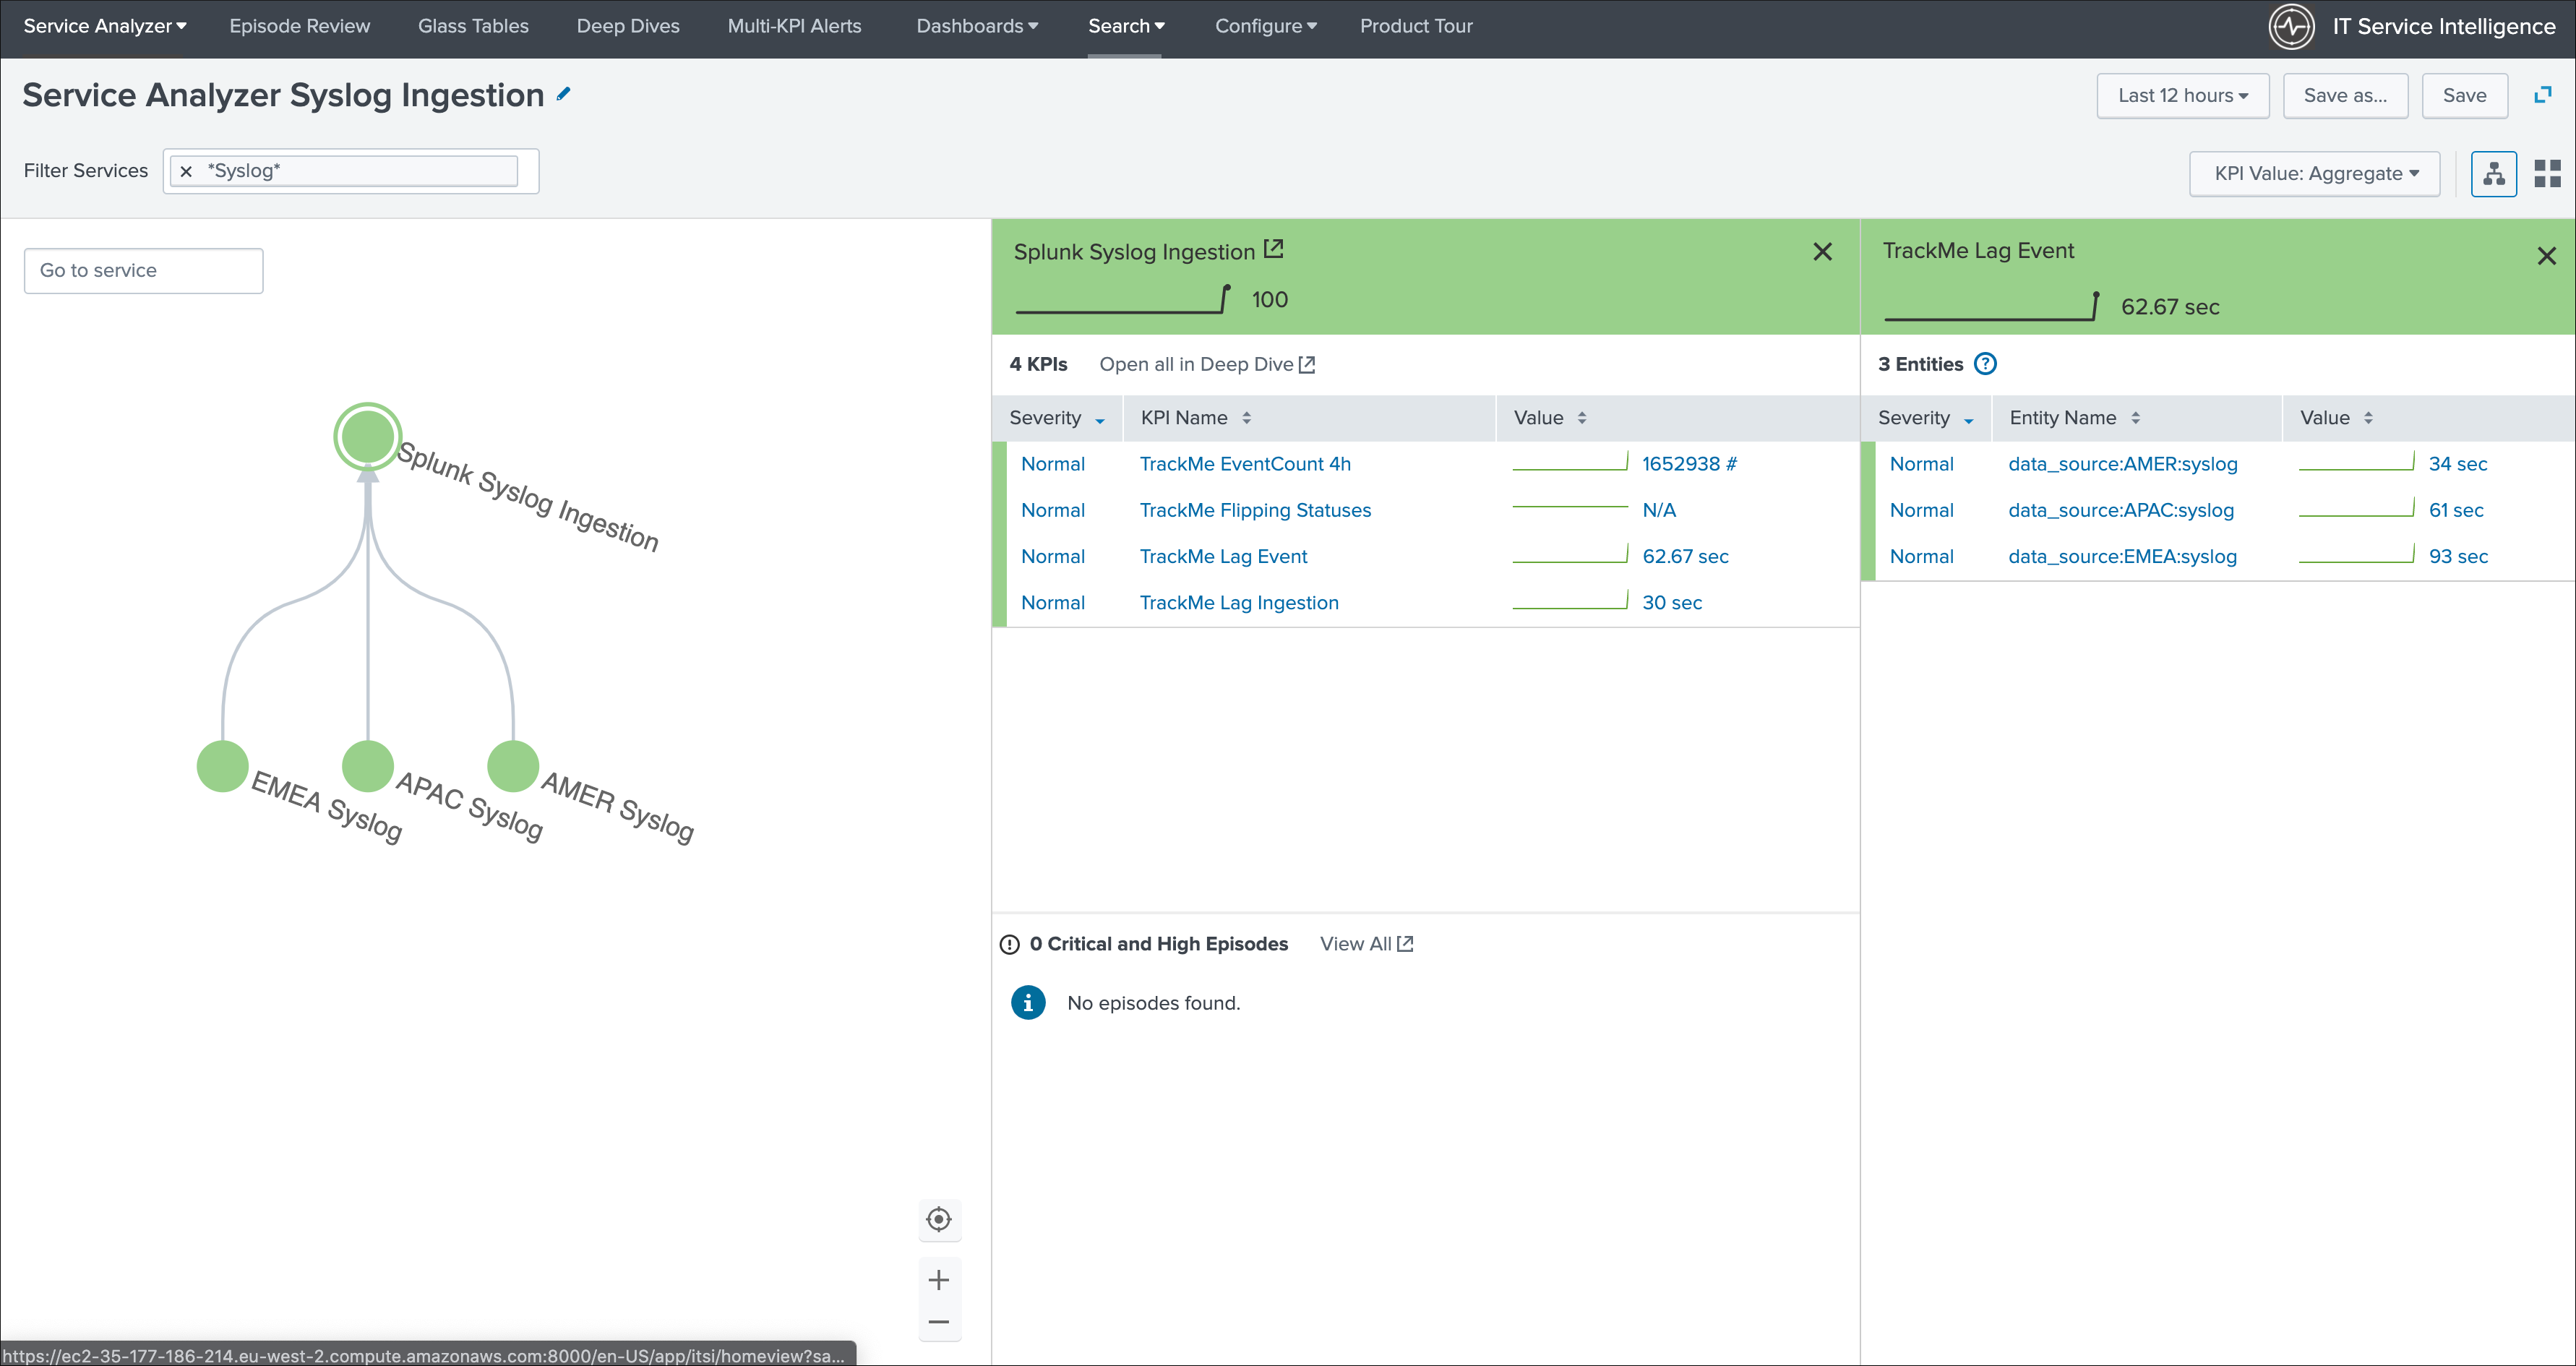 Service Analyzer Episode Review Glass Tables Deep Dives Multi-KPI Alerts Dashboards Search Configure Product Tour IT Service Intelligence
Service Analyzer Syslog Ingestion
Last 12 hours Save as... Save
Filter Services *Syslog*
KPI Value: Aggregate
Go to service
Splunk Syslog Ingestion
EMEA Syslog
APAC Syslog
AMER Syslog
Splunk Syslog Ingestion
100
4 KPIs Open all in Deep Dive
Severity KPI Name Value
Normal TrackMe EventCount 4h 1652938 #
Normal TrackMe Flipping Statuses N/A
Normal TrackMe Lag Event 62.67 sec
Normal TrackMe Lag Ingestion 30 sec
0 Critical and High Episodes View All
No episodes found.
TrackMe Lag Event
62.67 sec
3 Entities ?
Severity Entity Name Value
Normal data_source:AMER:syslog 34 sec
Normal data_source:APAC:syslog 61 sec
Normal data_source:EMEA:syslog 93 sec
https://ec2-35-177-186-214.eu-west-2.compute.amazonaws.com:8000/en-US/app/itsi/homeview?sa...